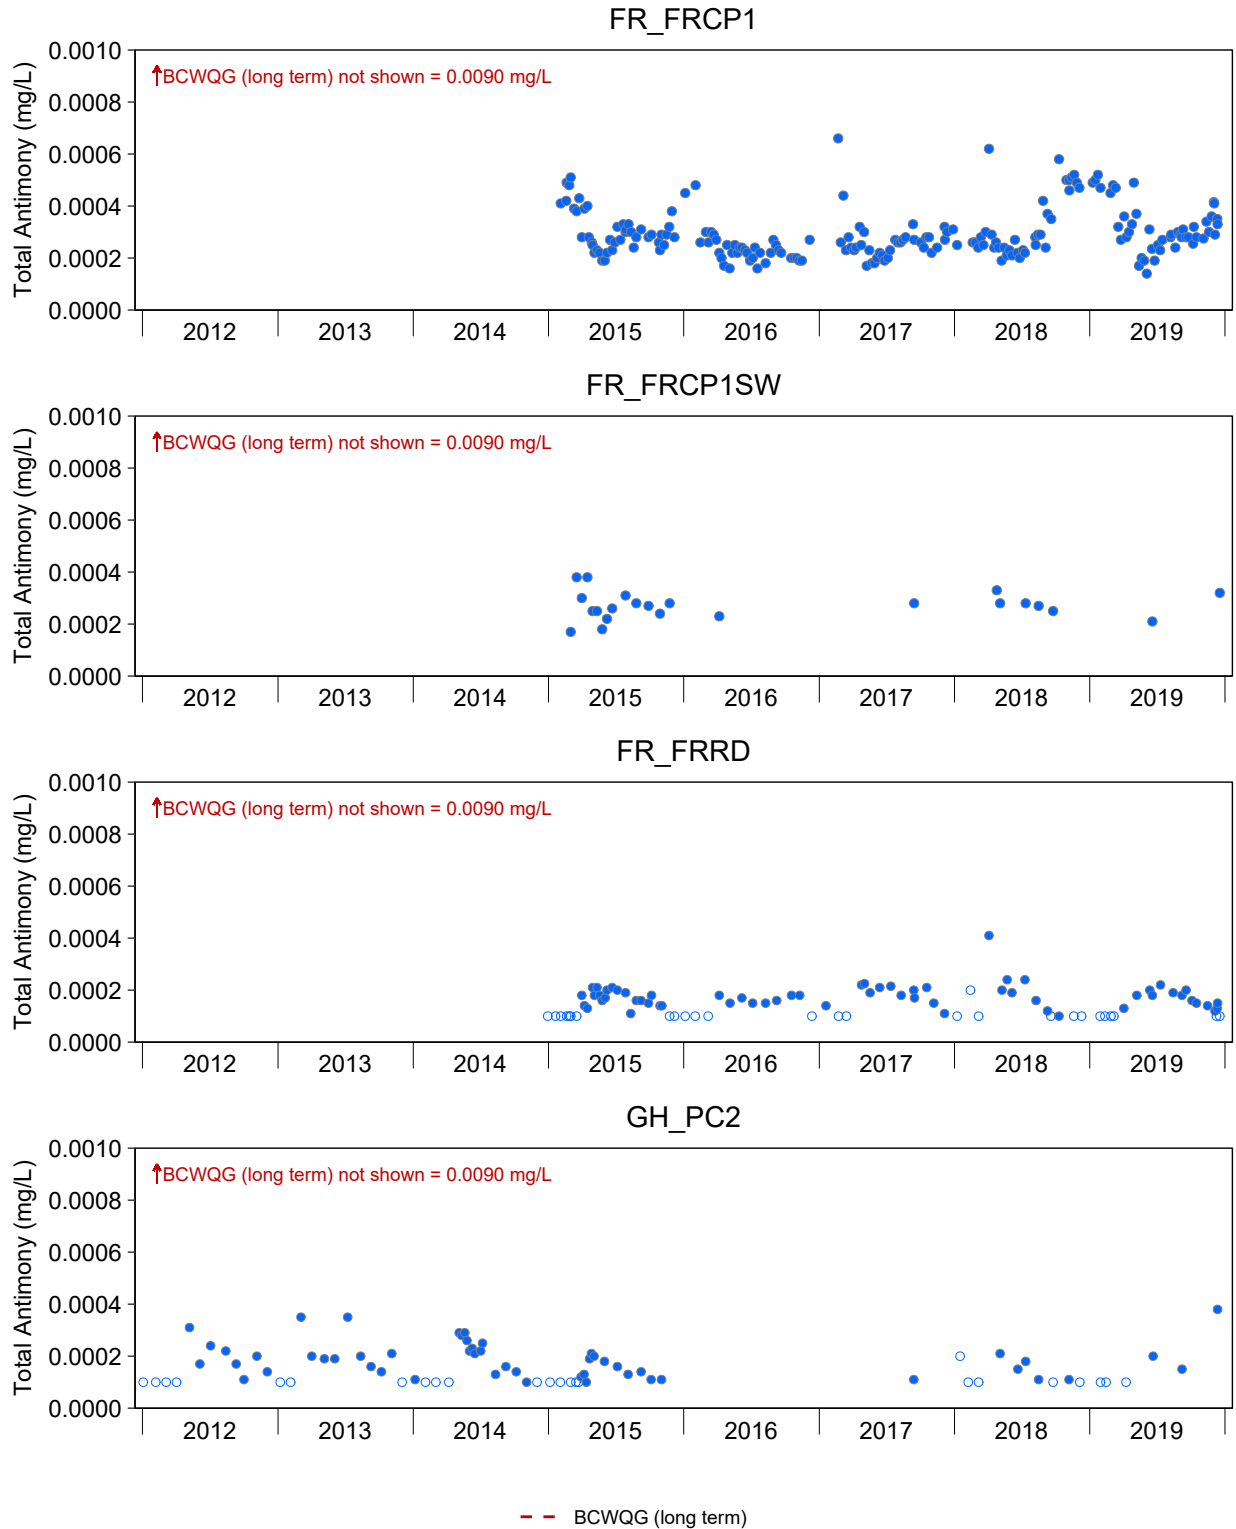 FR_FRCP1
Total Antimony (mg/L)
0.0010
0.0008
0.0006
0.0004
0.0002
0.0000
BCWQG (long term) not shown = 0.0090 mg/L
2012 2013 2014 2015 2016 2017 2018 2019
FR_FRCP1SW
Total Antimony (mg/L)
0.0010
0.0008
0.0006
0.0004
0.0002
0.0000
BCWQG (long term) not shown = 0.0090 mg/L
2012 2013 2014 2015 2016 2017 2018 2019
FR_FRRD
Total Antimony (mg/L)
0.0010
0.0008
0.0006
0.0004
0.0002
0.0000
BCWQG (long term) not shown = 0.0090 mg/L
2012 2013 2014 2015 2016 2017 2018 2019
GH_PC2
Total Antimony (mg/L)
0.0010
0.0008
0.0006
0.0004
0.0002
0.0000
BCWQG (long term) not shown = 0.0090 mg/L
2012 2013 2014 2015 2016 2017 2018 2019
BCWQG (long term)